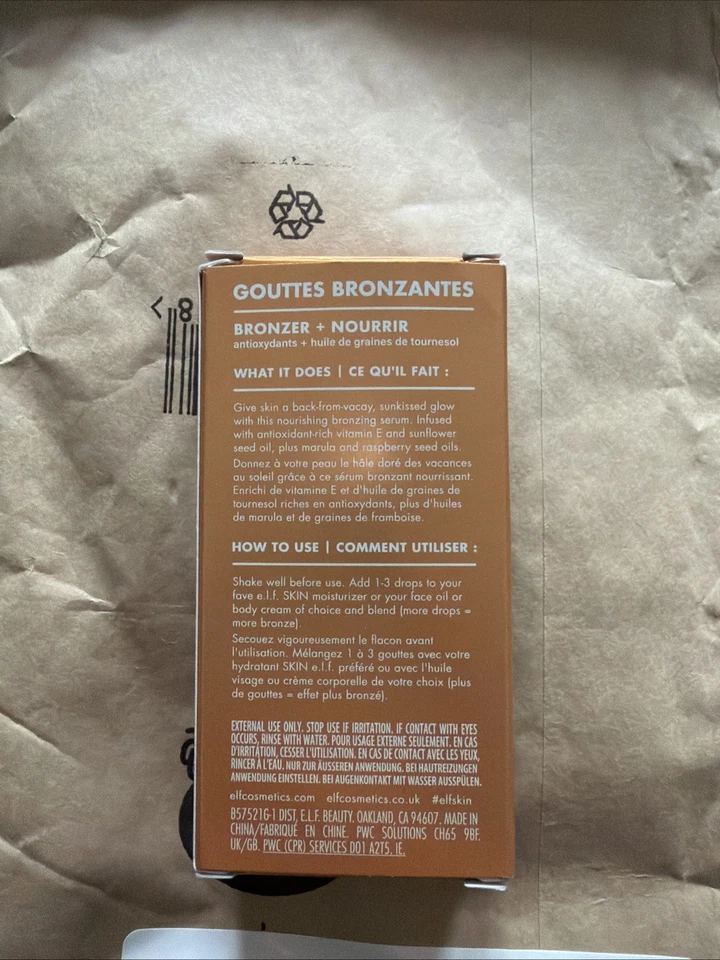 GOUTTES BRONZANTES
<8
BRONZER + NOURRIR
antioxydants + huile de graines de tournesol
WHAT IT DOES | CE QU'IL FAIT :
Give skin a back-from-vacay, sunkissed glow
with this nourishing bronzing serum. Infused
with antioxidant-rich vitamin E and sunflower
seed oil, plus marula and raspberry seed oils.
Donnez à votre peau le hâle doré des vacances
au soleil grâce à ce sérum bronzant nourrissant.
Enrichi de vitamine E et d'huile de graines de
tournesol riches en antioxydants, plus d'huiles
de marula et de graines de framboise.
HOW TO USE | COMMENT UTILISER :
Shake well before use. Add 1-3 drops to your
fave e.l.f. SKIN moisturizer or your face oil or
body cream of choice and blend (more drops =
more bronze).
Secouez vigoureusement le flacon avant
l'utilisation. Mélangez 1 à 3 gouttes avec votre
hydratant SKIN e.l.f. préféré ou avec l'huile
visage ou crème corporelle de votre choix (plus
de gouttes = effet plus bronzé).
EXTERNAL USE ONLY. STOP USE IF IRRITATION. IF CONTACT WITH EYES
OCCURS, RINSE WITH WATER. POUR USAGE EXTERNE SEULEMENT. EN CAS
D'IRRITATION, CESSER L'UTILISATION. EN CAS DE CONTACT AVEC LES YEUX,
RINCER À L'EAU. NUR ZUR ÄUSSEREN ANWENDUNG. BEI HAUTREIZUNGEN
ANWENDUNG EINSTELLEN. BEI AUGENKONTAKT MIT WASSER AUSSPÜLEN.
elfcosmetics.com elfcosmetics.co.uk #elfskin
B57521G-1 DIST. E.L.F. BEAUTY. OAKLAND, CA 94607. MADE IN
CHINA/FABRIQUÉ EN CHINE. PWC SOLUTIONS CH65 9BF.
UK/GB. PWC (CPR) SERVICES D01 A2T5, IE.